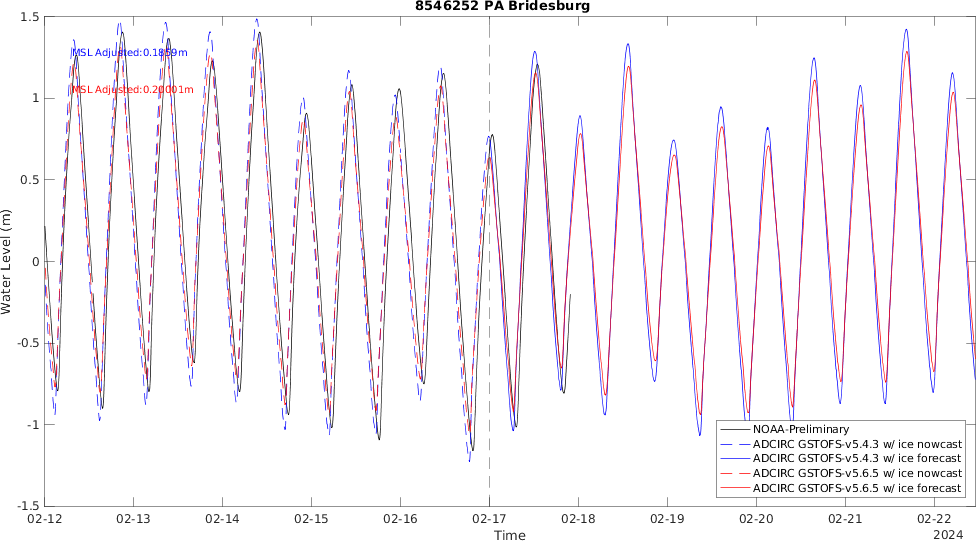 8546252 PA Bridesburg
MSL Adjusted:0.1859m
MSL Adjusted:0.20001m
Water Level (m)
1.5
1
0.5
0
-0.5
-1
-1.5
NOAA-Preliminary
ADCIRC GSTOFS-v5.4.3 w/ ice nowcast
ADCIRC GSTOFS-v5.4.3 w/ ice forecast
ADCIRC GSTOFS-v5.6.5 w/ ice nowcast
ADCIRC GSTOFS-v5.6.5 w/ ice forecast
02-12 02-13 02-14 02-15 02-16 02-17 02-18 02-19 02-20 02-21 02-22
Time
2024